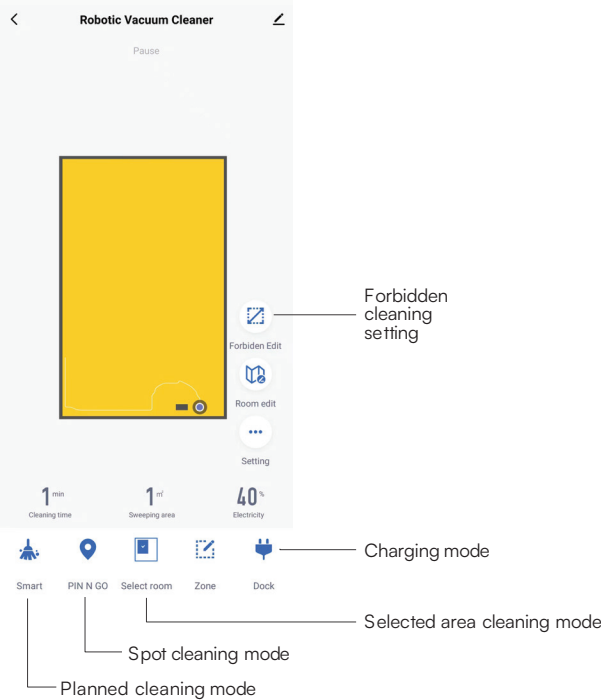 Robotic Vacuum Cleaner
Pause
Forbidden
cleaning
setting
Forbiden Edit
Room edit
Setting
1 min
1 ㎡
40 %
Cleaning time
Sweeping area
Electricity
Charging mode
Smart
PIN N GO
Select room
Zone
Dock
Selected area cleaning mode
Spot cleaning mode
Planned cleaning mode